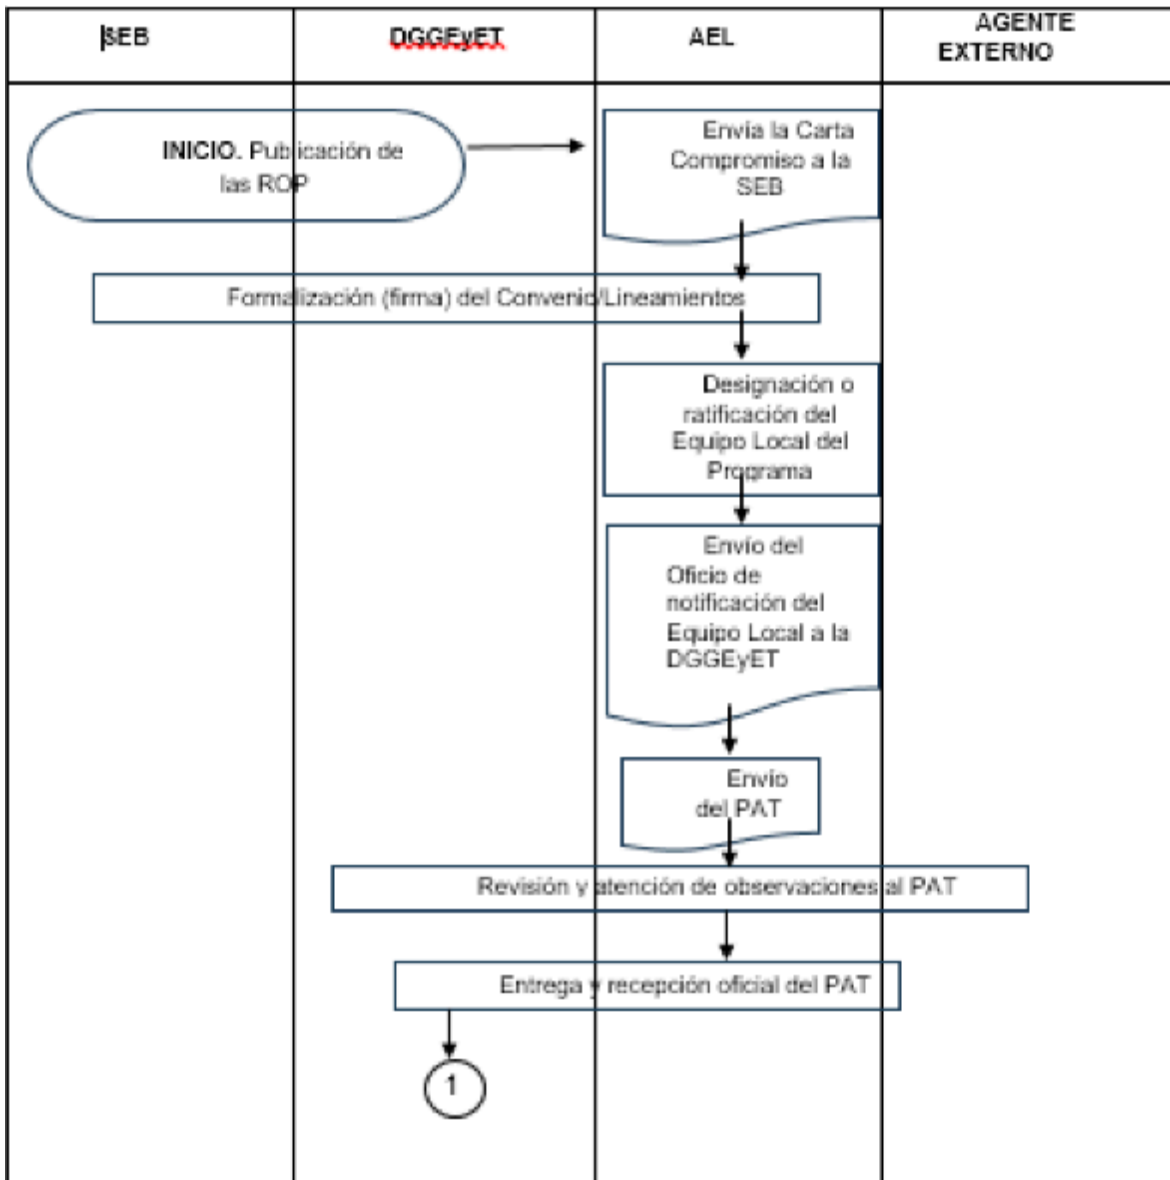 SEB
DGGEyET
AEL
AGENTE
EXTERNO
INICIO. Publicación de
las ROP
Envía la Carta
Compromiso a la
SEB
Formalización (firma) del Convenio/Lineamientos
Designación o
ratificación del
Equipo Local del
Programa
Envío del
Oficio de
notificación del
Equipo Local a la
DGGEyET
Envío
del PAT
Revisión y atención de observaciones al PAT
Entrega y recepción oficial del PAT
1